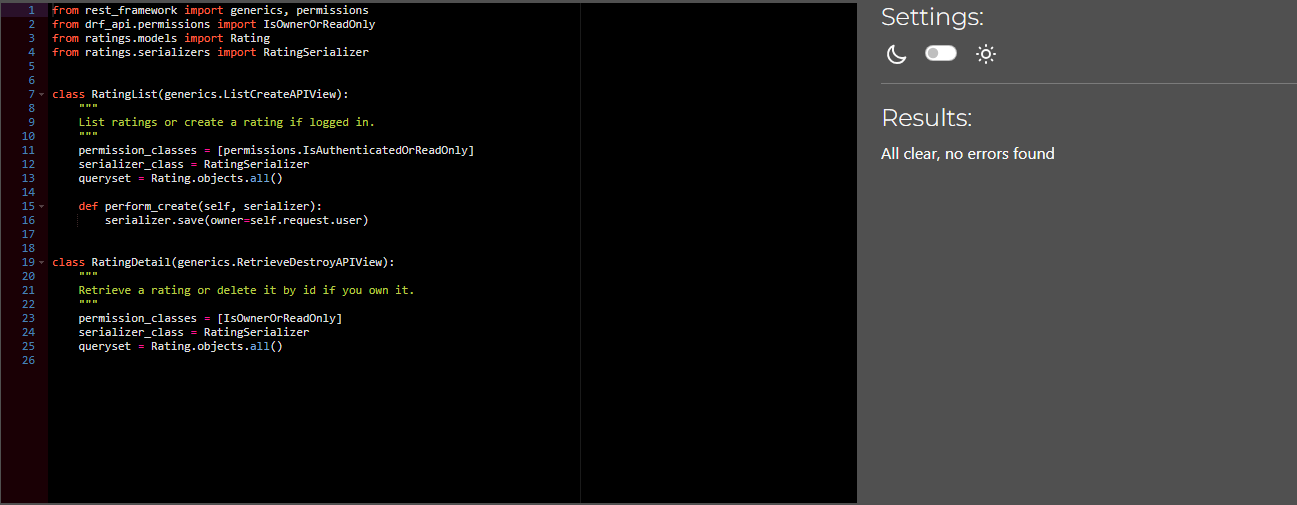 1 from rest_framework import generics, permissions
2 from drf_api.permissions import IsOwnerOrReadOnly
3 from ratings.models import Rating
4 from ratings.serializers import RatingSerializer
5
6
7 class RatingList(generics.ListCreateAPIView):
8     """
9     List ratings or create a rating if logged in.
10     """
11     permission_classes = [permissions.IsAuthenticatedOrReadOnly]
12     serializer_class = RatingSerializer
13     queryset = Rating.objects.all()
14
15     def perform_create(self, serializer):
16         serializer.save(owner=self.request.user)
17
18
19 class RatingDetail(generics.RetrieveDestroyAPIView):
20     """
21     Retrieve a rating or delete it by id if you own it.
22     """
23     permission_classes = [IsOwnerOrReadOnly]
24     serializer_class = RatingSerializer
25     queryset = Rating.objects.all()
26
Settings:
Results:
All clear, no errors found